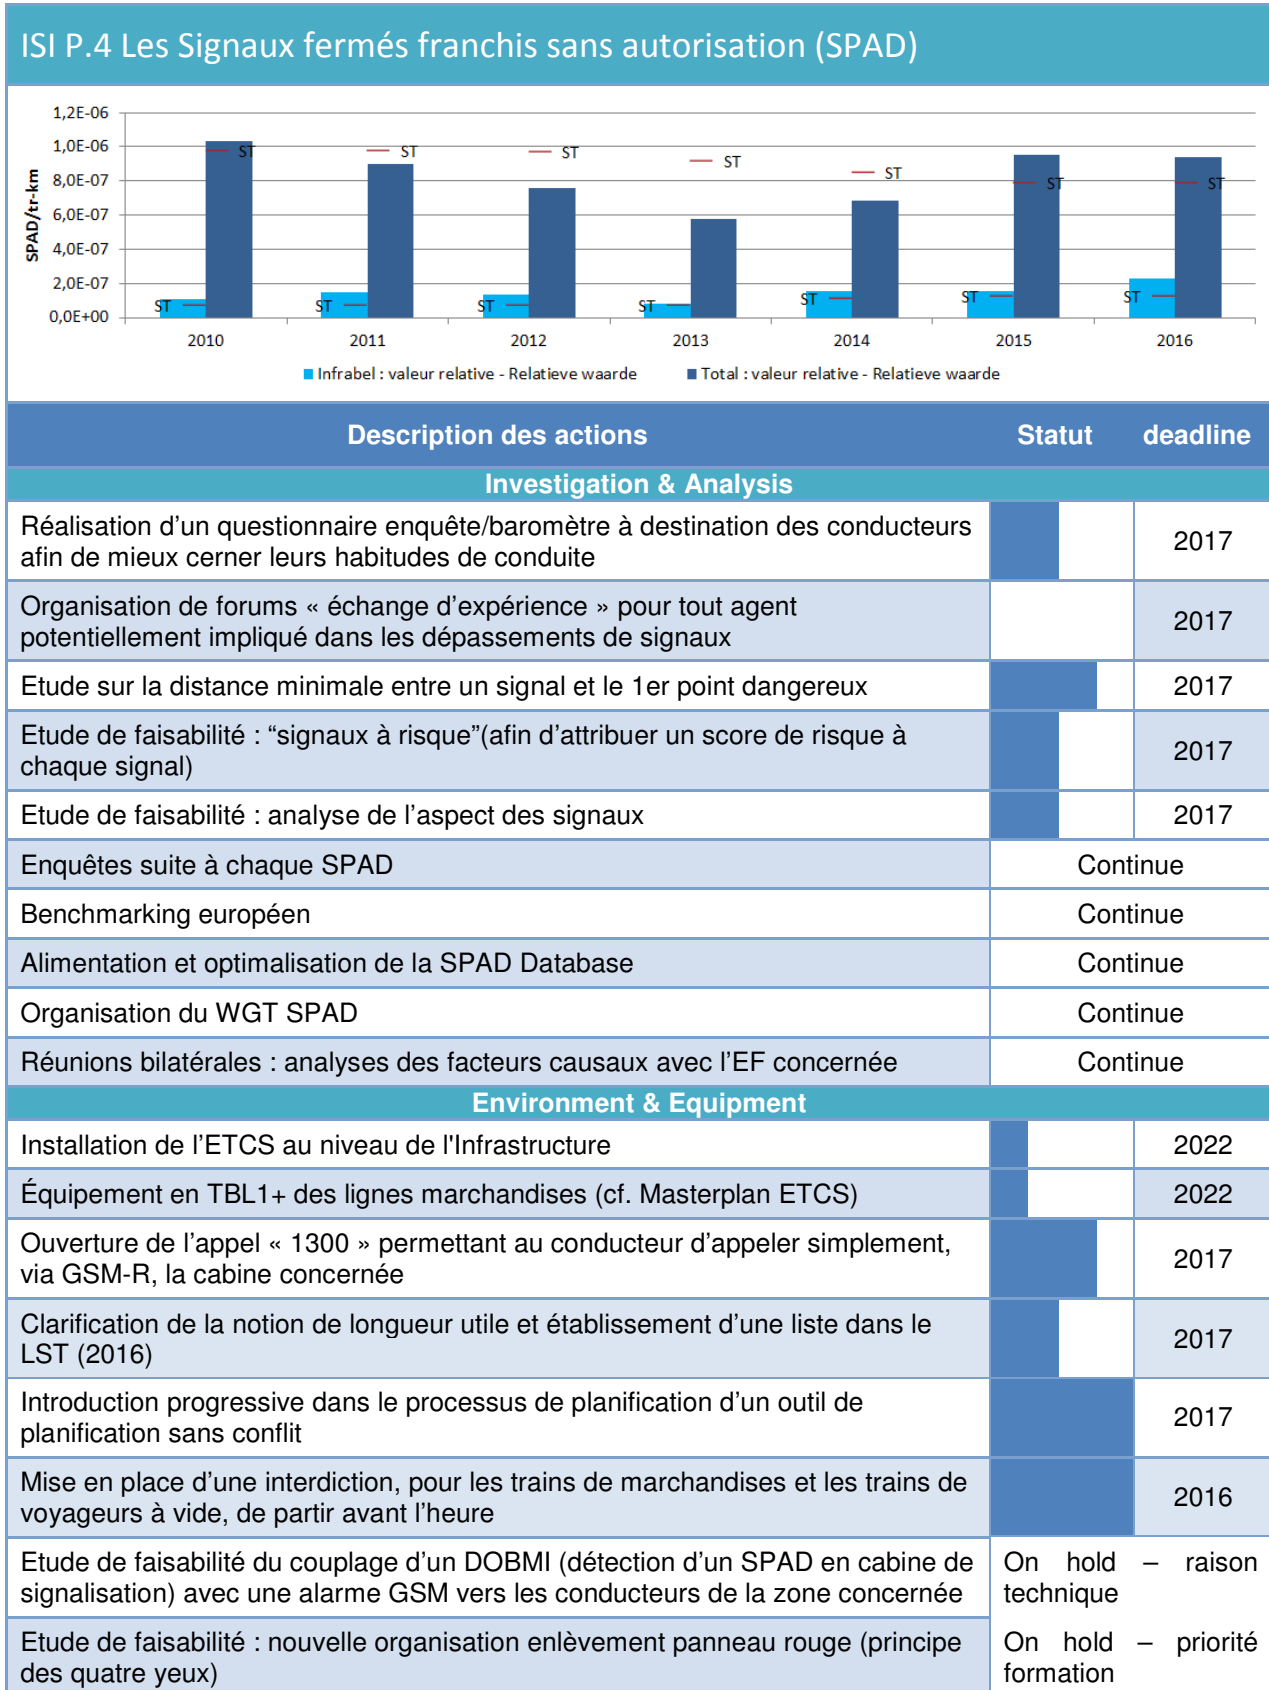 ISI P.4 Les Signaux fermés franchis sans autorisation (SPAD)
SPAD/tr-km
1,2E-06
1,0E-06
8,0E-07
6,0E-07
4,0E-07
2,0E-07
0,0E+00
ST ST
ST ST
ST ST
ST ST
ST ST
ST ST
ST ST
2010 2011 2012 2013 2014 2015 2016
Infrabel : valeur relative - Relatieve waarde Total : valeur relative - Relatieve waarde
Description des actions Statut deadline
Investigation & Analysis
Réalisation d’un questionnaire enquête/baromètre à destination des conducteurs
afin de mieux cerner leurs habitudes de conduite
2017
Organisation de forums « échange d’expérience » pour tout agent
potentiellement impliqué dans les dépassements de signaux
2017
Etude sur la distance minimale entre un signal et le 1er point dangereux 2017
Etude de faisabilité : “signaux à risque”(afin d'attribuer un score de risque à
chaque signal)
2017
Etude de faisabilité : analyse de l’aspect des signaux 2017
Enquêtes suite à chaque SPAD Continue
Benchmarking européen Continue
Alimentation et optimalisation de la SPAD Database Continue
Organisation du WGT SPAD Continue
Réunions bilatérales : analyses des facteurs causaux avec l’EF concernée Continue
Environment & Equipment
Installation de l’ETCS au niveau de l'Infrastructure 2022
Équipement en TBL1+ des lignes marchandises (cf. Masterplan ETCS) 2022
Ouverture de l’appel « 1300 » permettant au conducteur d’appeler simplement,
via GSM-R, la cabine concernée
2017
Clarification de la notion de longueur utile et établissement d’une liste dans le
LST (2016)
2017
Introduction progressive dans le processus de planification d’un outil de
planification sans conflit
2017
Mise en place d’une interdiction, pour les trains de marchandises et les trains de
voyageurs à vide, de partir avant l’heure
2016
Etude de faisabilité du couplage d’un DOBMI (détection d’un SPAD en cabine de
signalisation) avec une alarme GSM vers les conducteurs de la zone concernée
On hold – raison
technique
Etude de faisabilité : nouvelle organisation enlèvement panneau rouge (principe
des quatre yeux)
On hold – priorité
formation